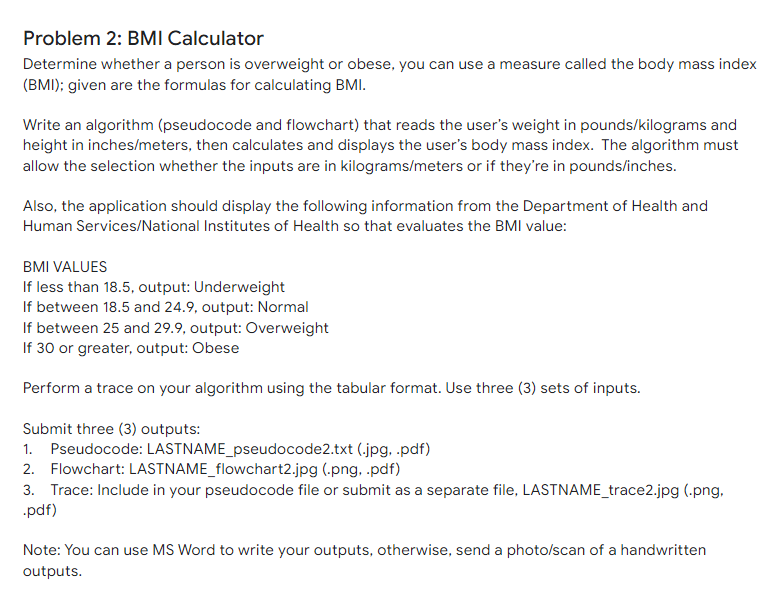 Problem 2: BMI Calculator
Determine whether a person is overweight or obese, you can use a measure called the body mass index
(BMI); given are the formulas for calculating BMI.
Write an algorithm (pseudocode and flowchart) that reads the user's weight in pounds/kilograms and
height in inches/meters, then calculates and displays the user's body mass index. The algorithm must
allow the selection whether the inputs are in kilograms/meters or if they're in pounds/inches.
Also, the application should display the following information from the Department of Health and
Human Services/National Institutes of Health so that evaluates the BMI value:
BMI VALUES
If less than 18.5, output: Underweight
If between 18.5 and 24.9, output: Normal
If between 25 and 29.9, output: Overweight
If 30 or greater, output: Obese
Perform a trace on your algorithm using the tabular format. Use three (3) sets of inputs.
Submit three (3) outputs:
1. Pseudocode: LASTNAME_pseudocode2.txt (.jpg, .pdf)
2. Flowchart: LASTNAME_flowchart2.jpg (.png, .pdf)
3. Trace: Include in your pseudocode file or submit as a separate file, LASTNAME_trace2.jpg (.png,
.pdf)
Note: You can use MS Word to write your outputs, otherwise, send a photo/scan of a handwritten
outputs.